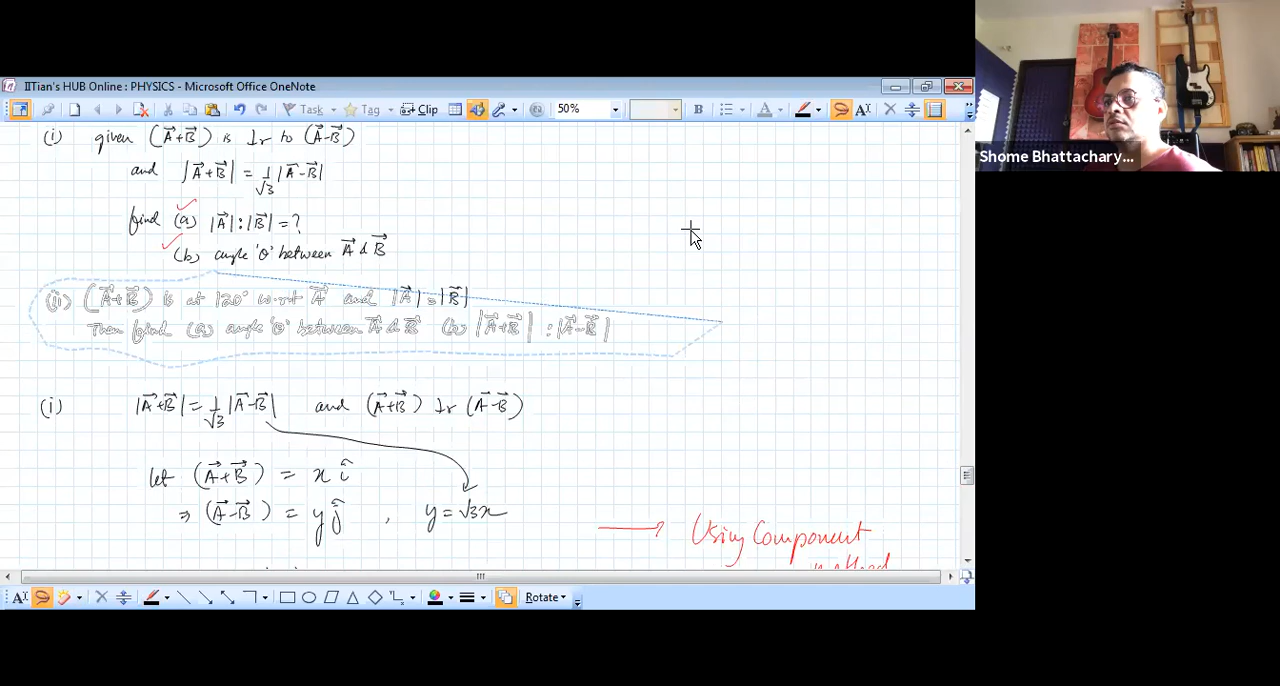 IITian's HUB Online : PHYSICS - Microsoft Office OneNote
Task
Tag
Clip
50%
B
A
(i) given (A⃗+B⃗) is ⊥r to (A⃗-B⃗)
and |A⃗+B⃗| = 1/√3 |A⃗-B⃗|
find (a) |A⃗| : |B⃗| = ?
(b) angle 'θ' between A⃗ & B⃗
(ii) (A⃗+B⃗) is at 120° w.r.t A⃗ and |A⃗| = |B⃗|
Then find (a) angle 'θ' between A⃗ & B⃗ (b) |A⃗+B⃗| : |A⃗-B⃗|
(i) |A⃗+B⃗| = 1/√3 |A⃗-B⃗| and (A⃗+B⃗) ⊥r (A⃗-B⃗)
let (A⃗+B⃗) = x î
⇒ (A⃗-B⃗) = y ĵ , y = √3x
→ Using Component
method
Rotate
Shome Bhattachary...